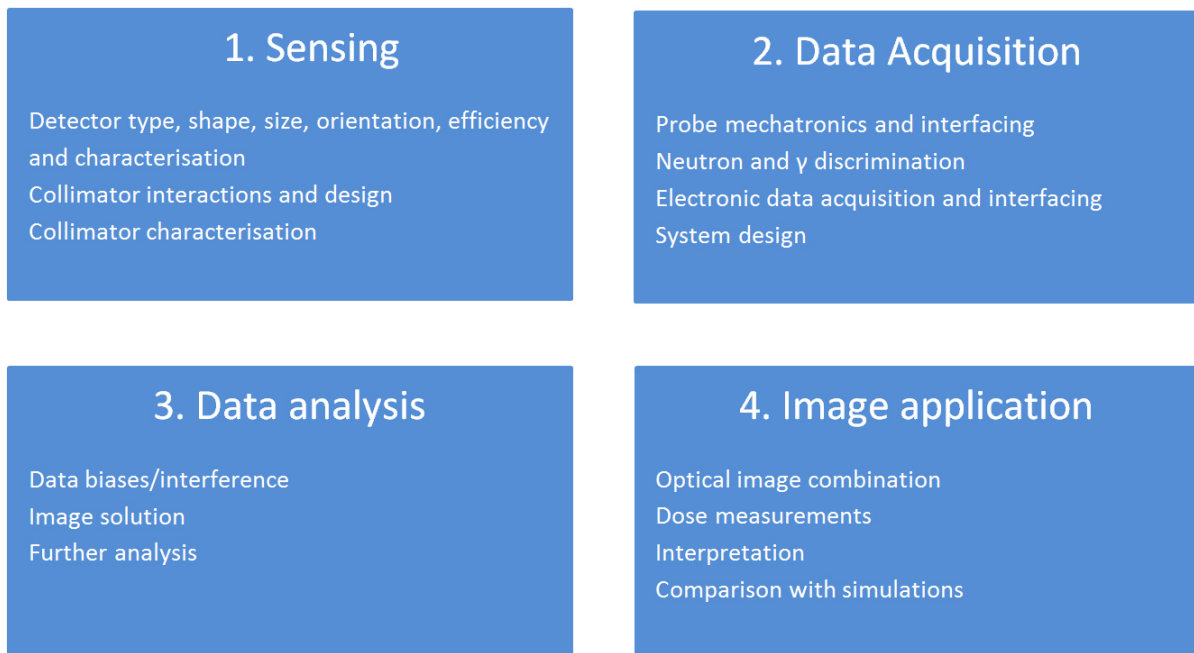 1. Sensing
Detector type, shape, size, orientation, efficiency
and characterisation
Collimator interactions and design
Collimator characterisation
2. Data Acquisition
Probe mechatronics and interfacing
Neutron and γ discrimination
Electronic data acquisition and interfacing
System design
3. Data analysis
Data biases/interference
Image solution
Further analysis
4. Image application
Optical image combination
Dose measurements
Interpretation
Comparison with simulations